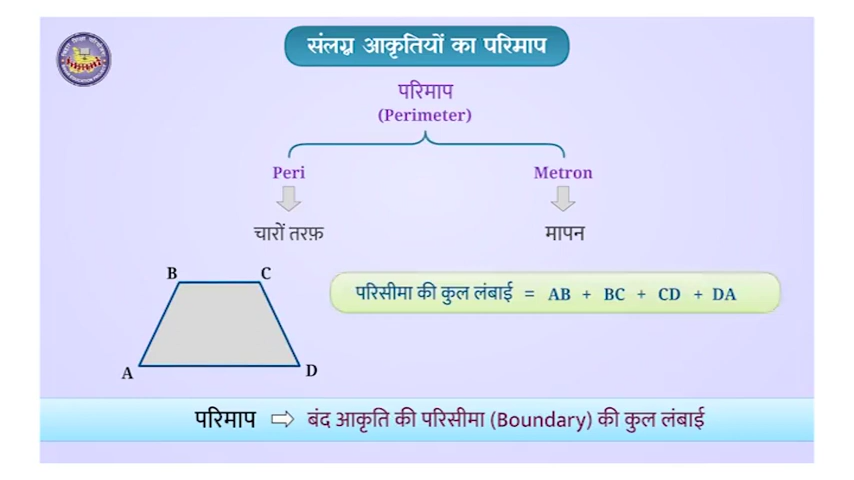 संलग्न आकृतियों का परिमाप
परिमाप
(Perimeter)
Peri
Metron
चारों तरफ़
मापन
B
C
परिसीमा की कुल लंबाई = AB + BC + CD + DA
A
D
परिमाप ⇨ बंद आकृति की परिसीमा (Boundary) की कुल लंबाई